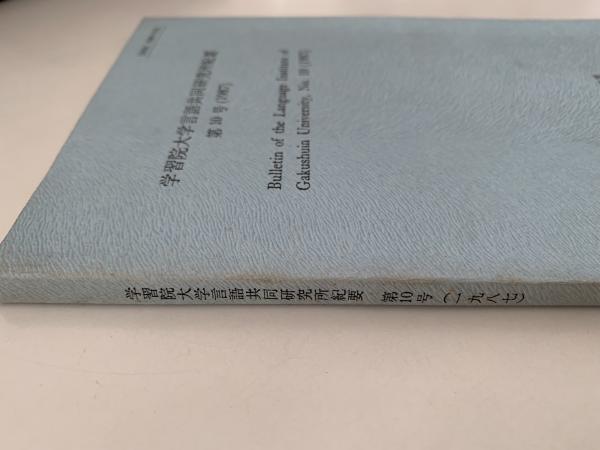 学習院大学言語共同研究所紀要
第10号(1987)
Bulletin of the Language Institute of
Gakushuin University, No. 10 (1987)
学習院大学言語共同研究所紀要 第10号(一九八七)